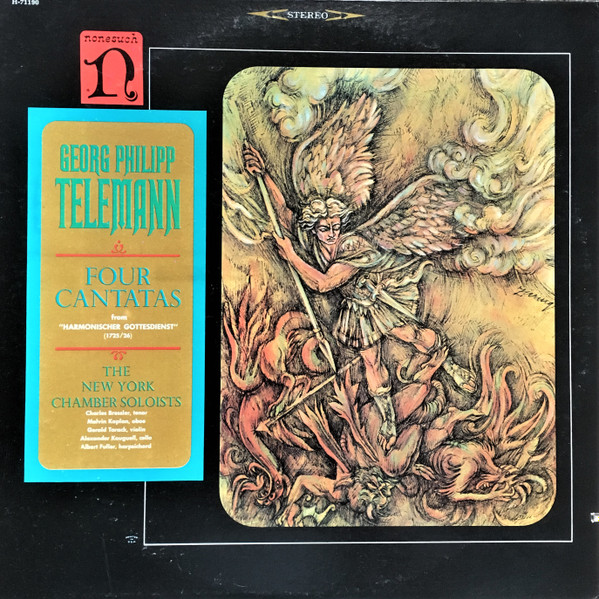 H-71190
STEREO
nonesuch
n
GEORG PHILIPP
TELEMANN
FOUR
CANTATAS
from
"HARMONISCHER GOTTESDIENST"
(1725/26)
THE
NEW YORK
CHAMBER SOLOISTS
Charles Bressler, tenor
Melvin Kaplan, oboe
Gerald Tarack, violin
Alexander Kouguell, cello
Albert Fuller, harpsichord